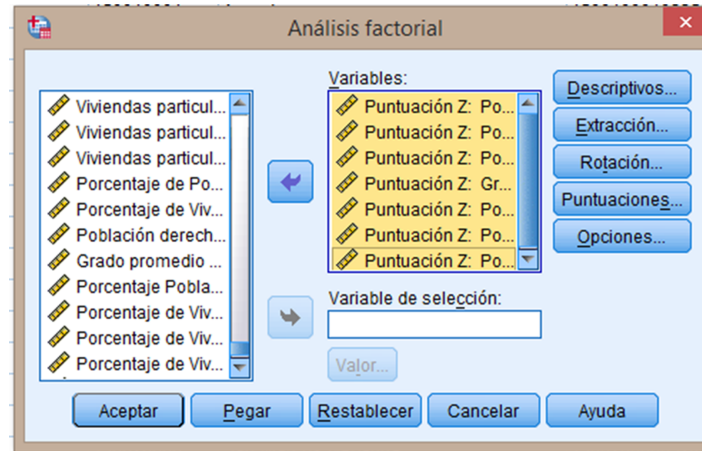 Análisis factorial
Viviendas particul...
Viviendas particul...
Viviendas particul...
Porcentaje de Po...
Porcentaje de Viv...
Población derech...
Grado promedio ...
Porcentaje Pobla...
Porcentaje de Viv...
Porcentaje de Viv...
Porcentaje de Viv...
Variables:
Puntuación Z: Po...
Puntuación Z: Po...
Puntuación Z: Po...
Puntuación Z: Gr...
Puntuación Z: Po...
Puntuación Z: Po...
Puntuación Z: Po...
Variable de selección:
Valor...
Descriptivos...
Extracción...
Rotación...
Puntuaciones...
Opciones...
Aceptar
Pegar
Restablecer
Cancelar
Ayuda